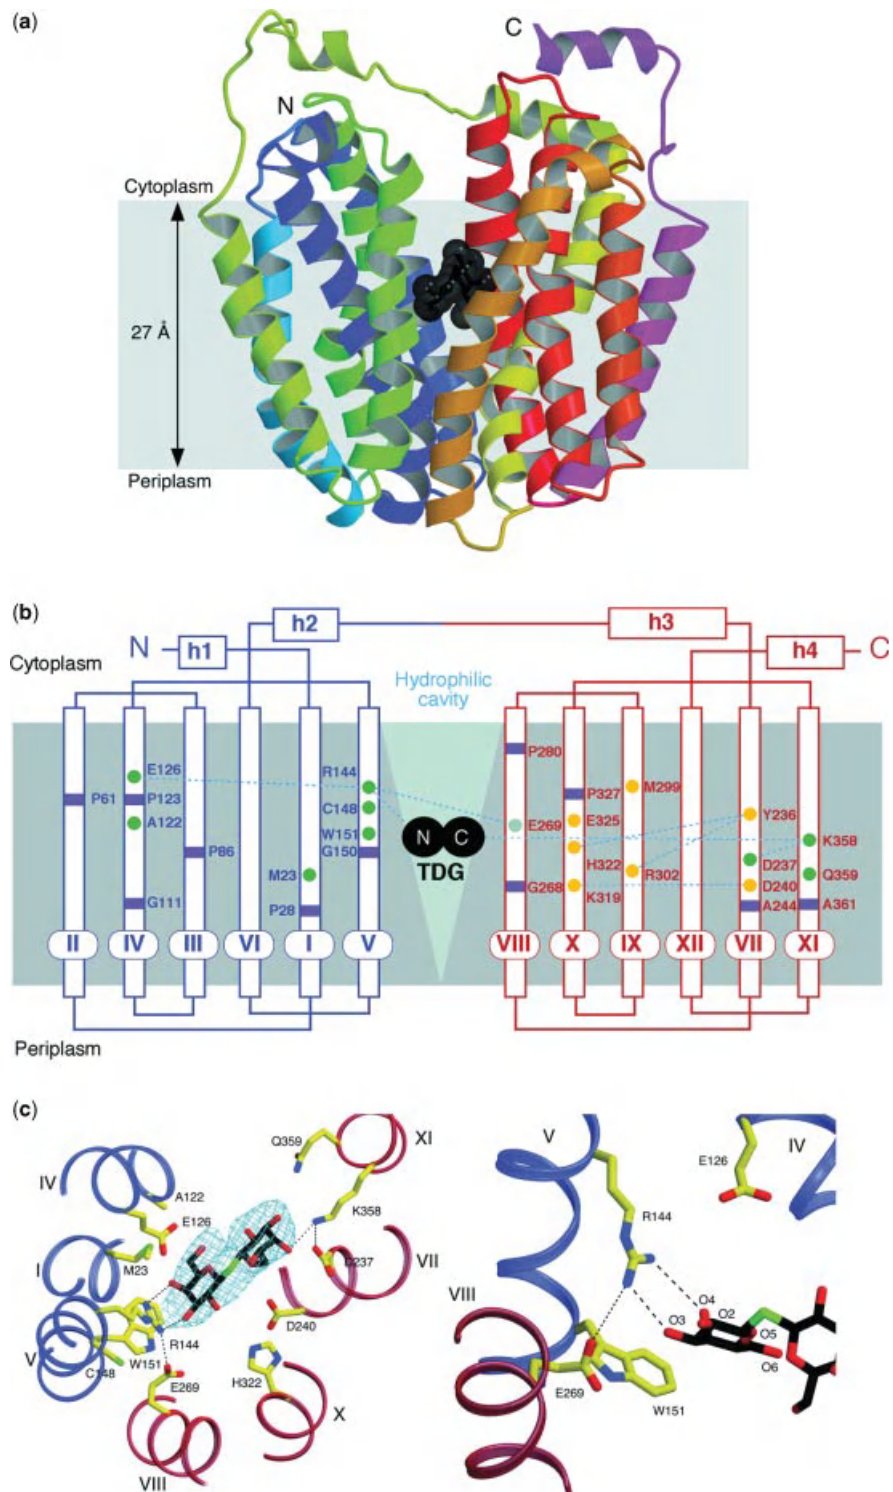 (a)
C
N
Cytoplasm
27 Å
Periplasm
(b)
N h1 h2 h3 h4 C
Cytoplasm
Hydrophilic
cavity
P280
E126
R144
P61
P123
P327
M299
C148
E325
Y236
A122
W151
N C
E269
K358
P86
G150
TDG
H322
D237
M23
G268
R302
Q359
G111
K319
D240
P28
A244
A361
II IV III VI I V VIII X IX XII VII XI
Periplasm
(c)
Q359
XI
IV
A122
K358
E126
I
M23
D237
VII
V
R144
D240
W151
C148
H322
E269
X
VIII
V
E126
IV
R144
VIII
O4
O3
O2
O5
O6
E269
W151